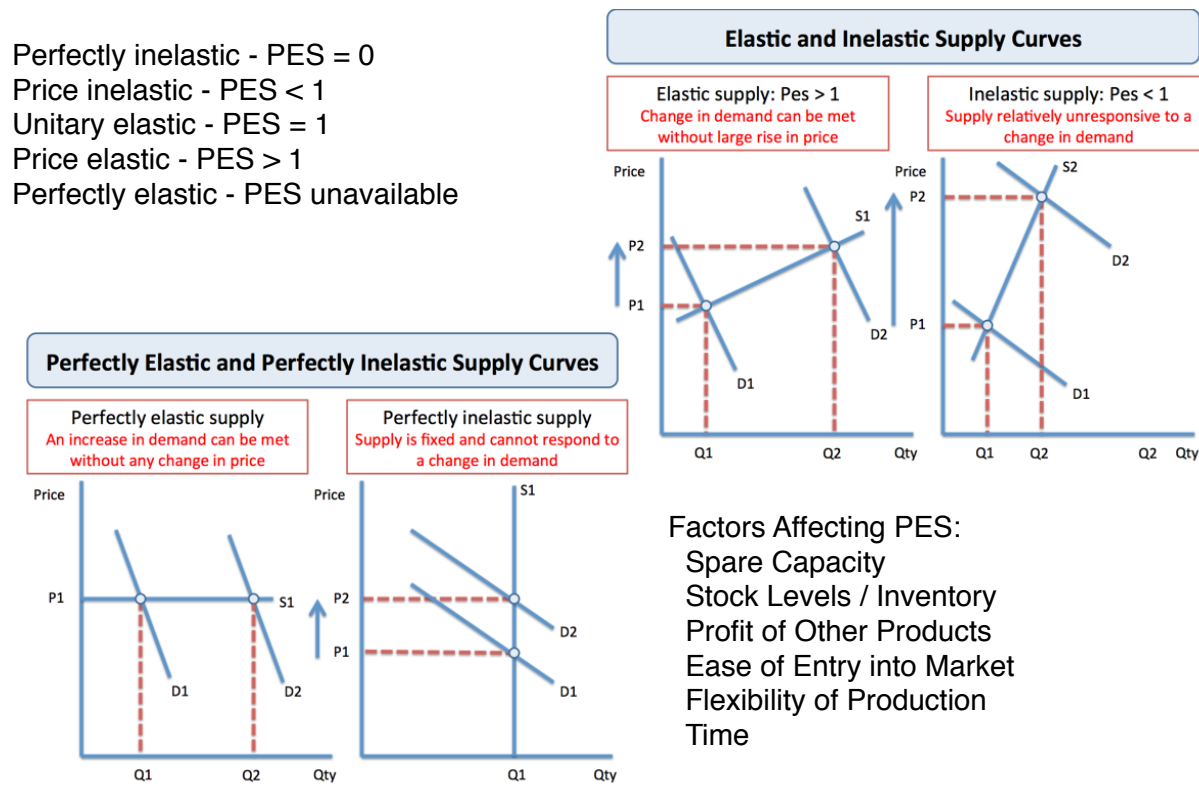 Perfectly inelastic - PES = 0
Price inelastic - PES < 1
Unitary elastic - PES = 1
Price elastic - PES > 1
Perfectly elastic - PES unavailable
Elastic and Inelastic Supply Curves
Elastic supply: Pes > 1
Change in demand can be met
without large rise in price
Price
P2
P1
S1
D2
D1
Q1
Q2
Qty
Inelastic supply: Pes < 1
Supply relatively unresponsive to a
change in demand
Price
S2
P2
D2
P1
D1
Q1
Q2
Q2
Qty
Perfectly Elastic and Perfectly Inelastic Supply Curves
Perfectly elastic supply
An increase in demand can be met
without any change in price
Price
P1
S1
D1
D2
Q1
Q2
Qty
Perfectly inelastic supply
Supply is fixed and cannot respond to
a change in demand
Price
S1
P2
D2
P1
D1
Q1
Qty
Factors Affecting PES:
Spare Capacity
Stock Levels / Inventory
Profit of Other Products
Ease of Entry into Market
Flexibility of Production
Time